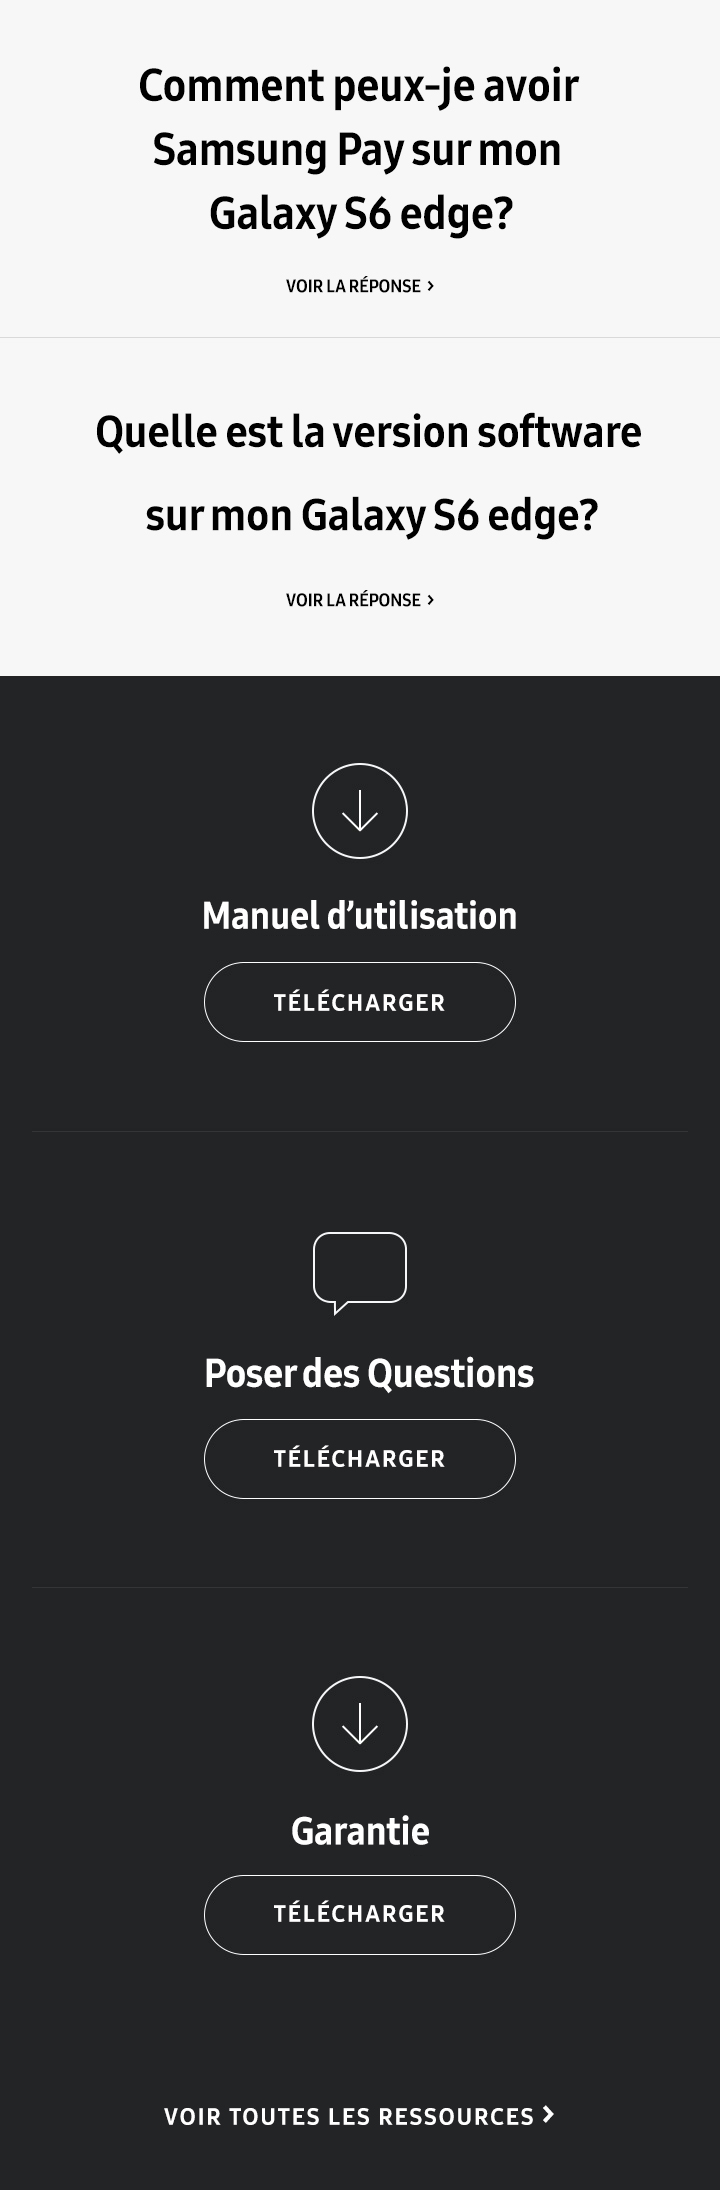 Comment peux-je avoir
Samsung Pay sur mon
Galaxy S6 edge?
VOIR LA RÉPONSE >
Quelle est la version software
sur mon Galaxy S6 edge?
VOIR LA RÉPONSE >
Manuel d’utilisation
TÉLÉCHARGER
Poser des Questions
TÉLÉCHARGER
Garantie
TÉLÉCHARGER
VOIR TOUTES LES RESSOURCES >